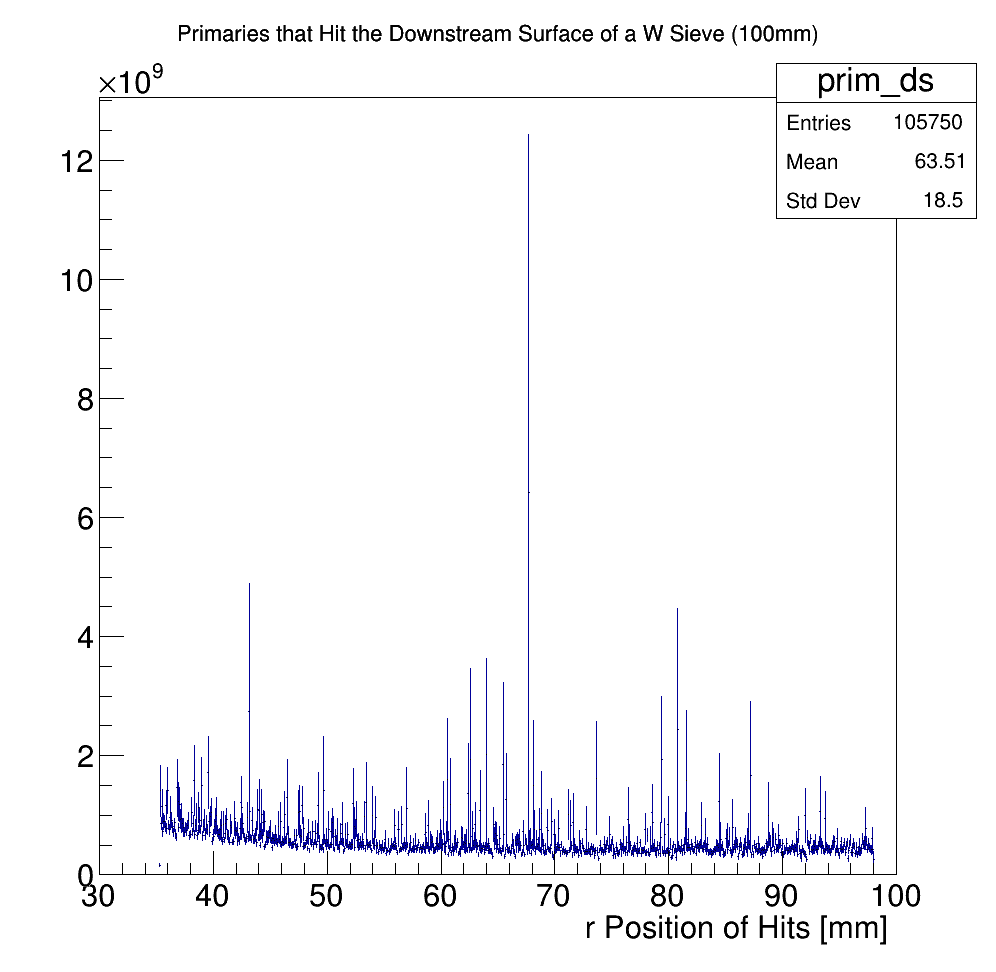 Primaries that Hit the Downstream Surface of a W Sieve (100mm)
×10⁹
prim_ds
Entries 105750
Mean 63.51
Std Dev 18.5
12
10
8
6
4
2
0
30 40 50 60 70 80 90 100
r Position of Hits [mm]